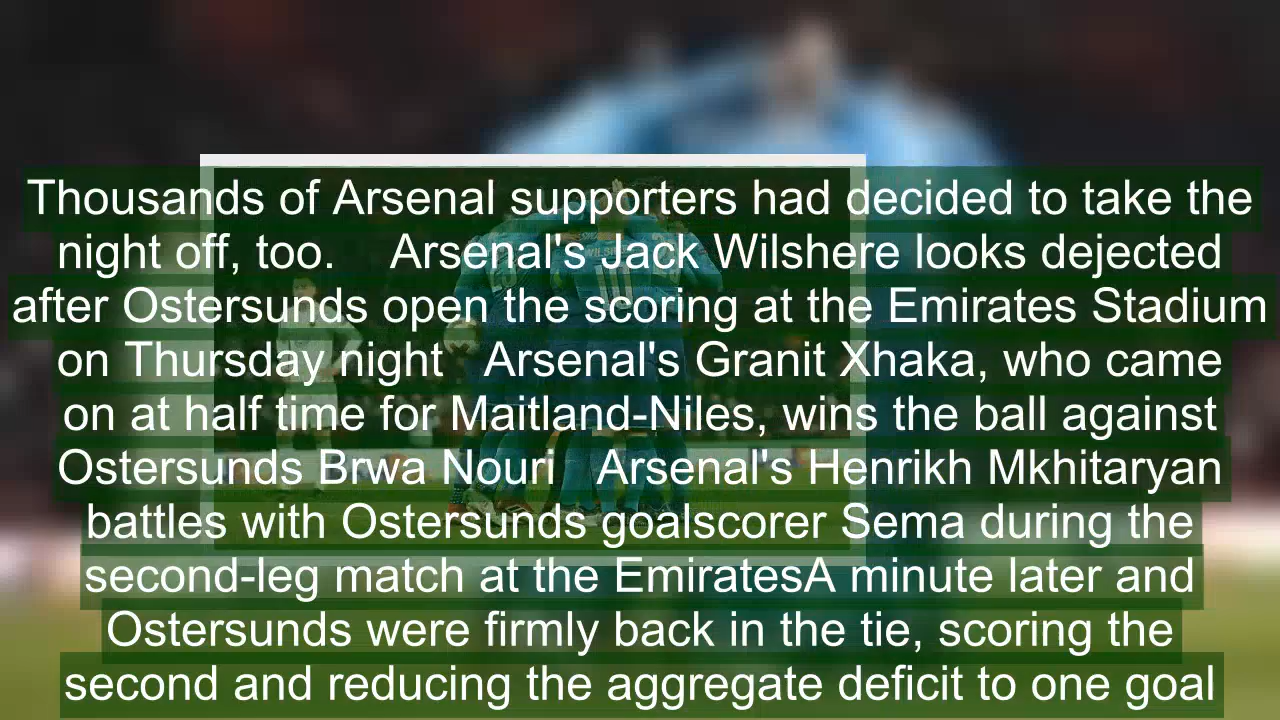 Thousands of Arsenal supporters had decided to take the
night off, too.    Arsenal's Jack Wilshere looks dejected
after Ostersunds open the scoring at the Emirates Stadium
on Thursday night   Arsenal's Granit Xhaka, who came
on at half time for Maitland-Niles, wins the ball against
Ostersunds Brwa Nouri   Arsenal's Henrikh Mkhitaryan
battles with Ostersunds goalscorer Sema during the
second-leg match at the EmiratesA minute later and
Ostersunds were firmly back in the tie, scoring the
second and reducing the aggregate deficit to one goal